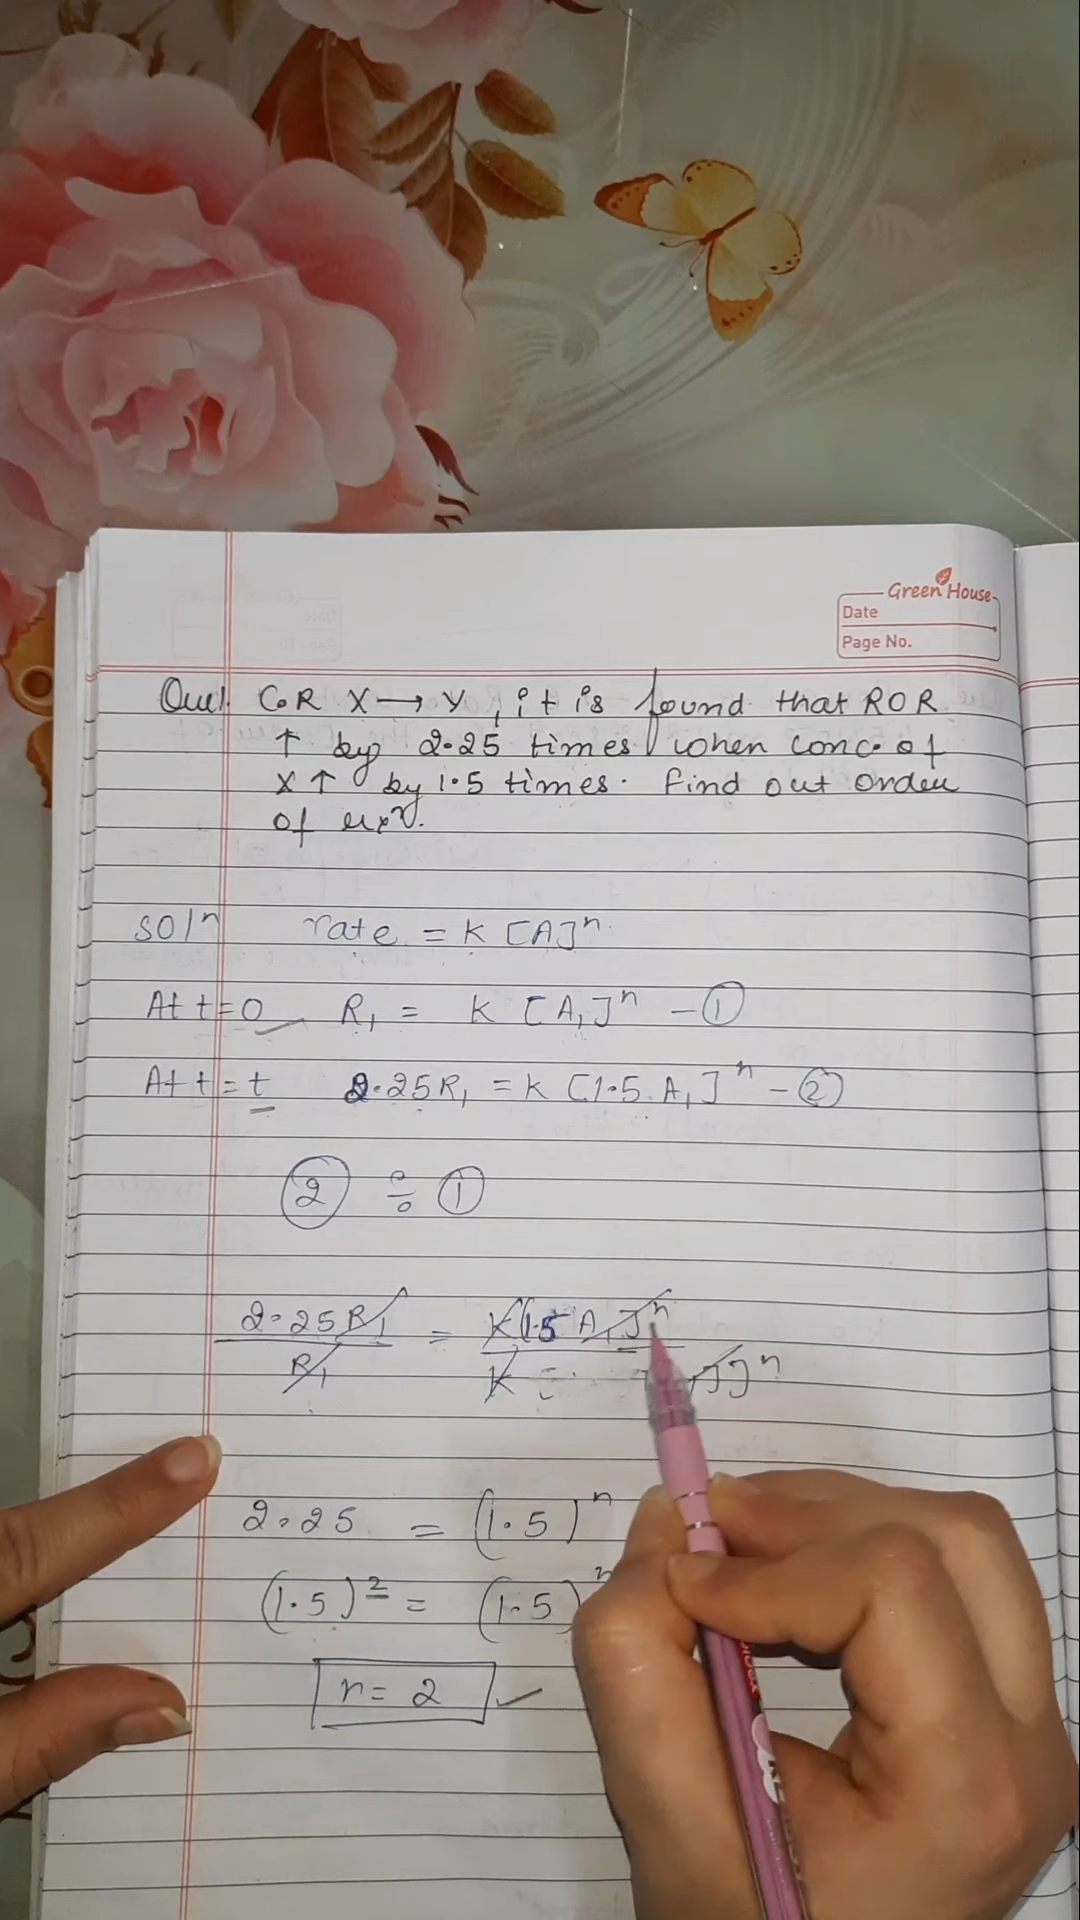 Green House
Date
Page No.
Que1. CoR X → Y, it is found that ROR
↑ by 2.25 times when conc. of
X ↑ by 1.5 times. Find out order
of rxn.
Solⁿ rate = K [A]ⁿ
At t=0 R₁ = K [A₁]ⁿ - ①
At t=t 2.25R₁ = K [1.5 A₁]ⁿ - ②
② ÷ ①
2.25 R₁ = K(1.5 A₁]ⁿ
R₁ K ]ⁿ
2.25 = (1.5)ⁿ
(1.5)² = (1.5)ⁿ
n = 2